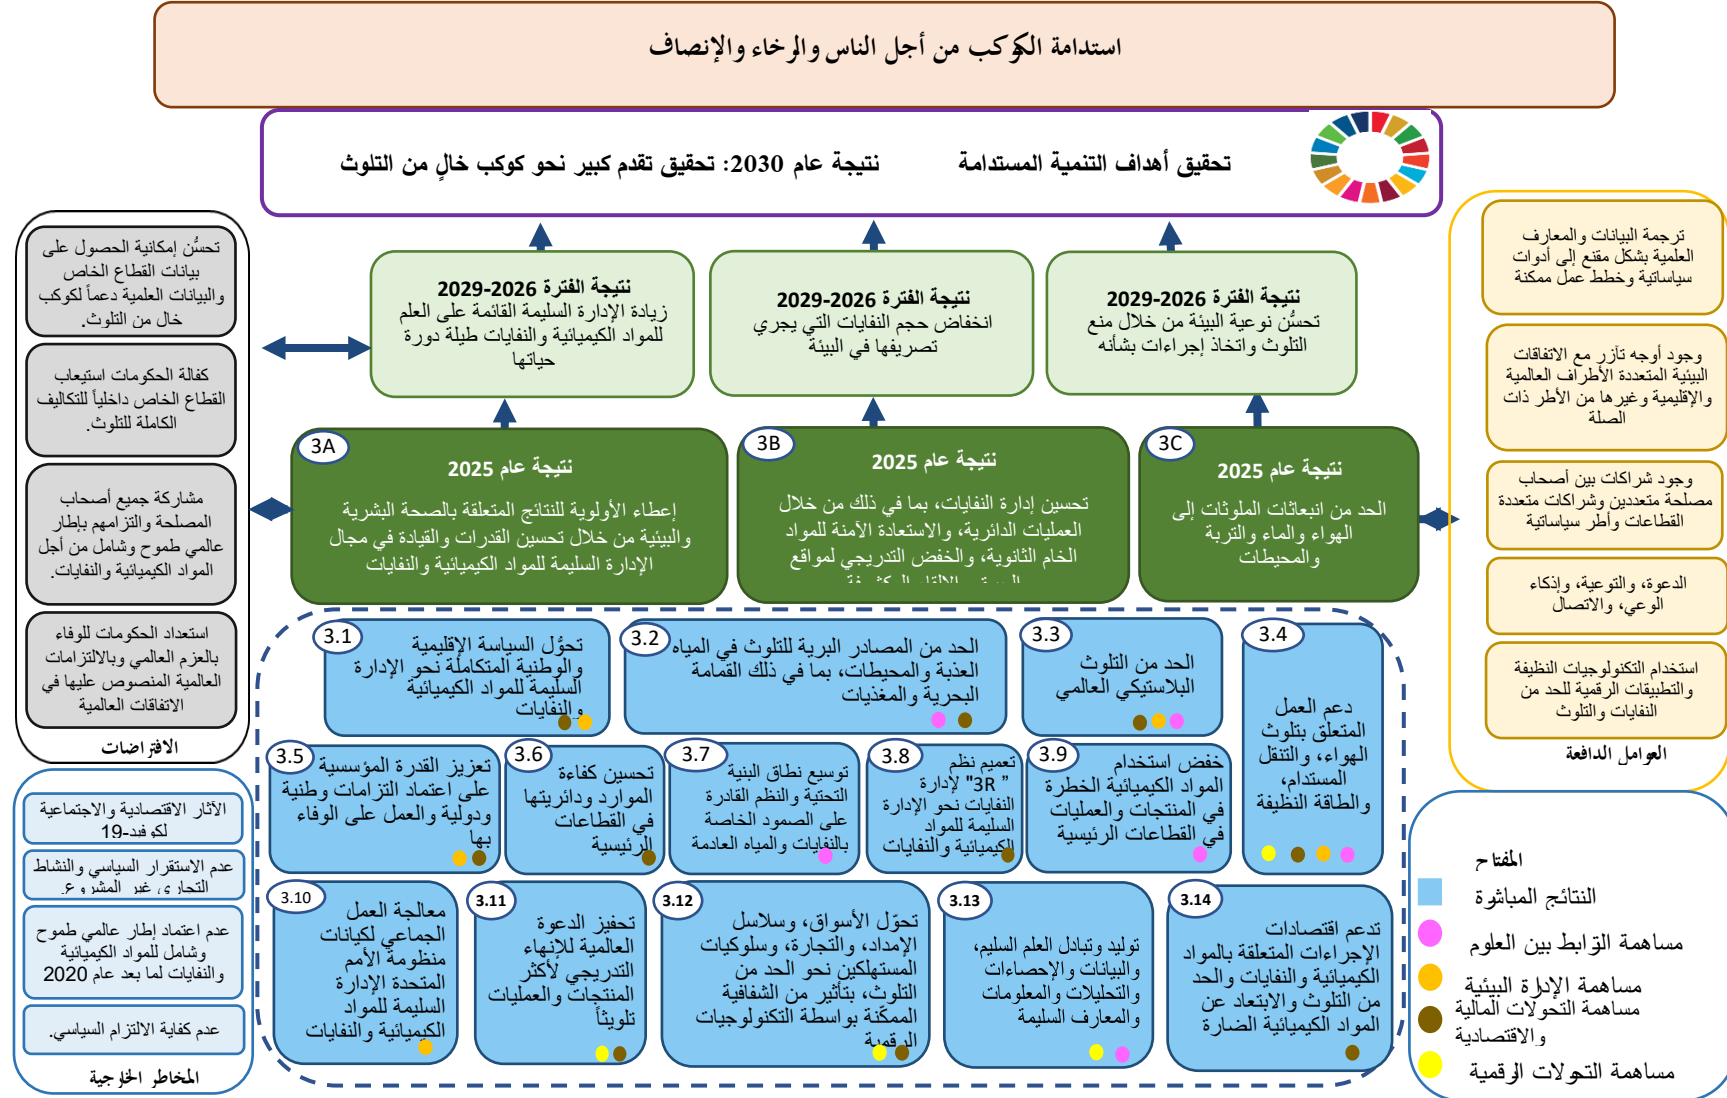 استدامة الكوكب من أجل الناس والرخاء والإنصاف
تحقيق أهداف التنمية المستدامة
نتيجة عام 2030: تحقيق تقدم كبير نحو كوكب خالٍ من التلوث
ترجمة البيانات والمعارف
العلمية بشكل مقنع إلى أدوات
سياساتية وخطط عمل ممكنة
وجود أوجه تآزر مع الاتفاقات
البيئية المتعددة الأطراف العالمية
والإقليمية وغيرها من الأطر ذات
الصلة
وجود شراكات بين أصحاب
مصلحة متعددين وشراكات متعددة
القطاعات وأطر سياساتية
الدعوة، والتوعية، وإذكاء
الوعي، والاتصال
استخدام التكنولوجيات النظيفة
والتطبيقات الرقمية للحد من
النفايات والتلوث
العوامل الدافعة
نتيجة الفترة 2026-2029
تحسُّن نوعية البيئة من خلال منع
التلوث واتخاذ إجراءات بشأنه
نتيجة الفترة 2026-2029
انخفاض حجم النفايات التي يجري
تصريفها في البيئة
نتيجة الفترة 2026-2029
زيادة الإدارة السليمة القائمة على العلم
للمواد الكيميائية والنفايات طيلة دورة
حياتها
تحسُّن إمكانية الحصول على
بيانات القطاع الخاص
والبيانات العلمية دعماً لكوكب
خال من التلوث.
كفالة الحكومات استيعاب
القطاع الخاص داخلياً للتكاليف
الكاملة للتلوث.
مشاركة جميع أصحاب
المصلحة والتزامهم بإطار
عالمي طموح وشامل من أجل
المواد الكيميائية والنفايات.
استعداد الحكومات للوفاء
بالعزم العالمي وبالالتزامات
العالمية المنصوص عليها في
الاتفاقات العالمية
الافتراضات
3C
نتيجة عام 2025
الحد من انبعاثات الملوثات إلى
الهواء والماء والتربة
والمحيطات
3B
نتيجة عام 2025
تحسين إدارة النفايات، بما في ذلك من خلال
العمليات الدائرية، والاستعادة الآمنة للمواد
الخام الثانوية، والخفض التدريجي لمواقع
3A
نتيجة عام 2025
إعطاء الأولوية للنتائج المتعلقة بالصحة البشرية
والبيئية من خلال تحسين القدرات والقيادة في مجال
الإدارة السليمة للمواد الكيميائية والنفايات
3.1
تحوُّل السياسة الإقليمية
والوطنية المتكاملة نحو الإدارة
السليمة للمواد الكيميائية
والنفايات
3.2
الحد من المصادر البرية للتلوث في المياه
العذبة والمحيطات، بما في ذلك القمامة
البحرية والمغذيات
3.3
الحد من التلوث
البلاستيكي العالمي
3.4
دعم العمل
المتعلق بتلوث
الهواء، والتنقل
المستدام،
والطاقة النظيفة
3.5
تعزيز القدرة المؤسسية
على اعتماد التزامات وطنية
ودولية والعمل على الوفاء
بها
3.6
تحسين كفاءة
الموارد ودائريتها
في القطاعات
الرئيسية
3.7
توسيع نطاق البنية
التحتية والنظم القادرة
على الصمود الخاصة
بالنفايات والمياه العادمة
3.8
تعميم نظم
"3R" لإدارة
النفايات نحو الإدارة
السليمة للمواد
الكيميائية والنفايات
3.9
خفض استخدام
المواد الكيميائية الخطرة
في المنتجات والعمليات
في القطاعات الرئيسية
3.10
معالجة العمل
الجماعي لكيانات
منظومة الأمم
المتحدة الإدارة
السليمة للمواد
الكيميائية والنفايات
3.11
تحفيز الدعوة
العالمية للإنهاء
التدريجي لأكثر
المنتجات والعمليات
تلويثاً
3.12
تحوّل الأسواق، وسلاسل
الإمداد، والتجارة، وسلوكيات
المستهلكين نحو الحد من
التلوث، بتأثير من الشفافية
الممكّنة بواسطة التكنولوجيات
الرقمية
3.13
توليد وتبادل العلم السليم،
والبيانات والإحصاءات
والتحليلات والمعلومات
والمعارف السليمة
3.14
تدعم اقتصادات
الإجراءات المتعلقة بالمواد
الكيميائية والنفايات والحد
من التلوث والابتعاد عن
المواد الكيميائية الضارة
الآثار الاقتصادية والاجتماعية
لكوفيد-19
عدم الاستقرار السياسي والنشاط
التجاري غير المشروع.
عدم اعتماد إطار عالمي طموح
وشامل للمواد الكيميائية
والنفايات لما بعد عام 2020
عدم كفاية الالتزام السياسي.
المخاطر الخارجية
المفتاح
النتائج المباشرة
مساهمة الترابط بين العلوم
مساهمة الإدارة البيئية
مساهمة التحولات المالية
والاقتصادية
مساهمة التحولات الرقمية